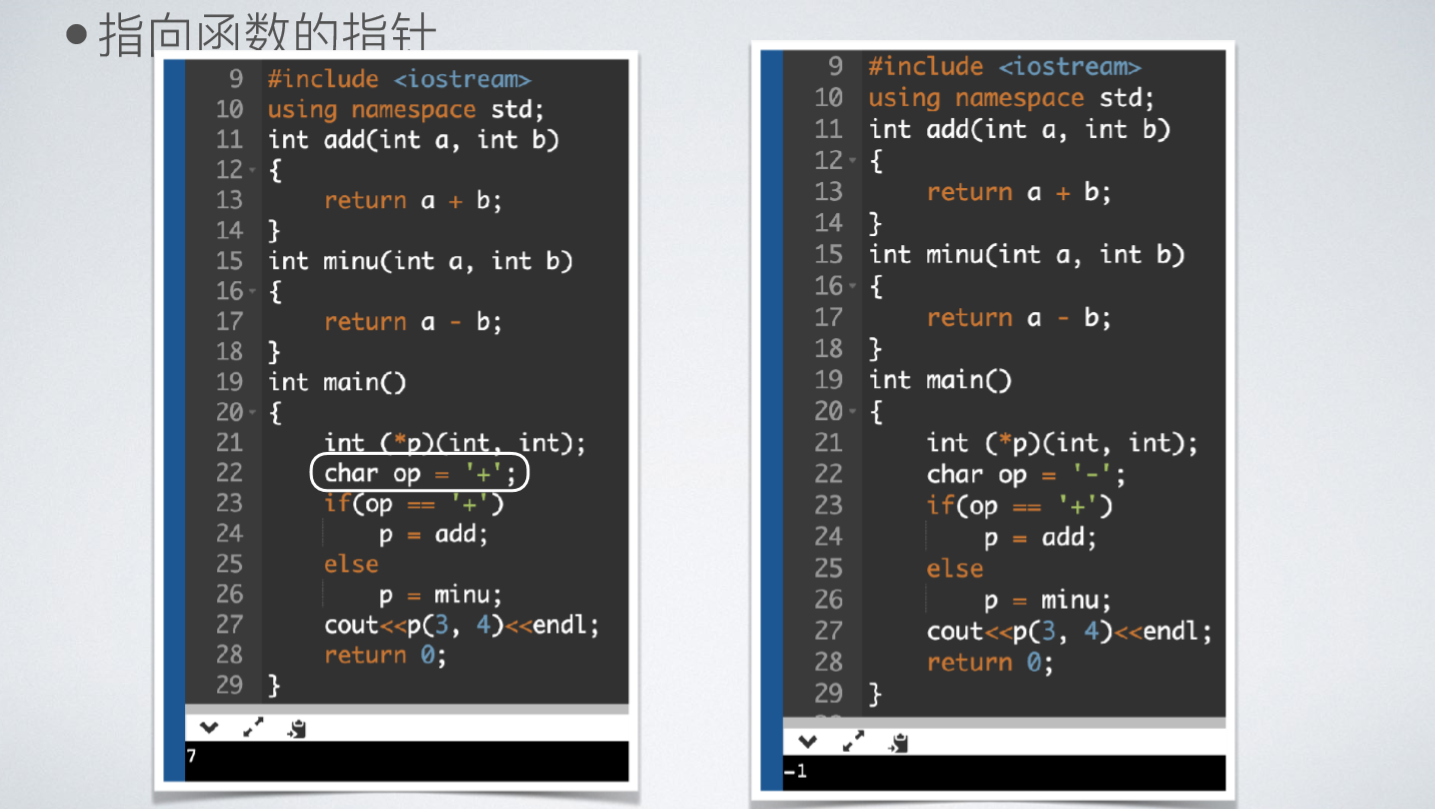 指向函数的指针
9 #include <iostream>
10 using namespace std;
11 int add(int a, int b)
12 {
13 return a + b;
14 }
15 int minu(int a, int b)
16 {
17 return a - b;
18 }
19 int main()
20 {
21 int (*p)(int, int);
22 char op = '+';
23 if(op == '+')
24 p = add;
25 else
26 p = minu;
27 cout<<p(3, 4)<<endl;
28 return 0;
29 }
7
9 #include <iostream>
10 using namespace std;
11 int add(int a, int b)
12 {
13 return a + b;
14 }
15 int minu(int a, int b)
16 {
17 return a - b;
18 }
19 int main()
20 {
21 int (*p)(int, int);
22 char op = '-';
23 if(op == '+')
24 p = add;
25 else
26 p = minu;
27 cout<<p(3, 4)<<endl;
28 return 0;
29 }
-1